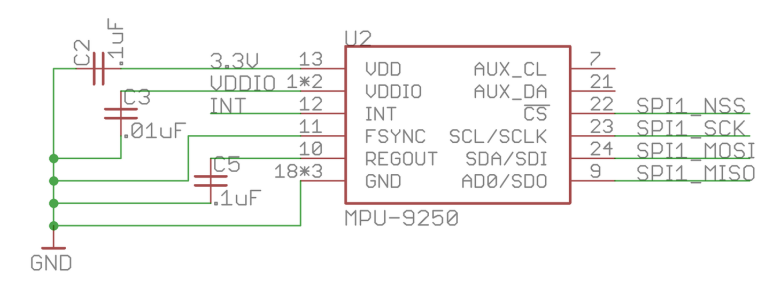 C2 .1uF
U2
3.3V 13 VDD AUX_CL 7
VDDIO 1*2 VDDIO AUX_DA 21
C3
INT 12 INT CS 22 SPI1_NSS
.01uF 11 FSYNC SCL/SCLK 23 SPI1_SCK
10 REGOUT SDA/SDI 24 SPI1_MOSI
C5 18*3 GND AD0/SDO 9 SPI1_MISO
.1uF
MPU-9250
GND